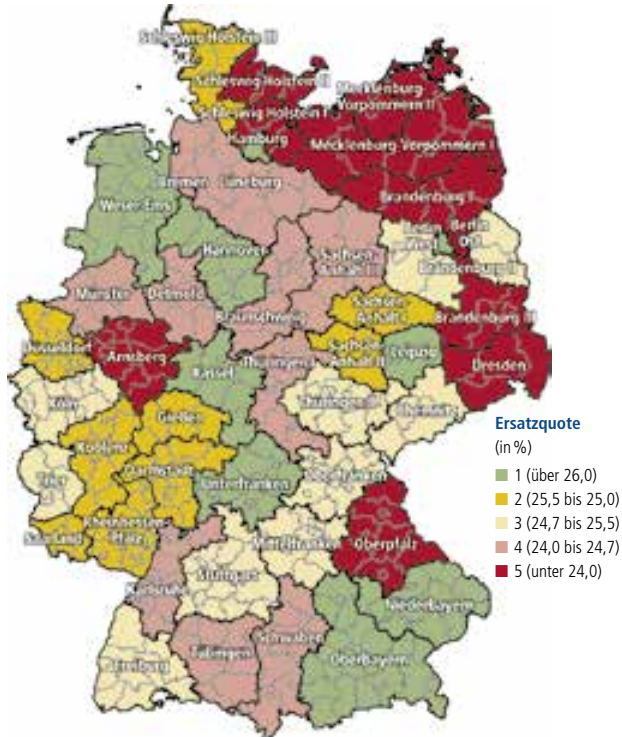 Schleswig Holstein III
Schleswig Holstein II
Mecklenburg-
Vorpommern II
Schleswig Holstein I
Hamburg
Mecklenburg-Vorpommern I
Bremen
Lüneburg
Brandenburg I
Weser-Ems
Berlin
West
Berlin
Ost
Hannover
Sachsen-
Anhalt III
Brandenburg II
Münster
Detmold
Braunschweig
Sachsen-
Anhalt I
Brandenburg III
Düsseldorf
Arnsberg
Sachsen-
Anhalt II
Leipzig
Kassel
Thüringen I
Dresden
Köln
Thüringen II
Chemnitz
Gießen
Koblenz
Ersatzquote
(in %)
Trier
Darmstadt
Unterfranken
Oberfranken
1 (über 26,0)
2 (25,5 bis 25,0)
3 (24,7 bis 25,5)
4 (24,0 bis 24,7)
5 (unter 24,0)
Saarland
Rheinhessen-
Pfalz
Mittelfranken
Oberpfalz
Karlsruhe
Stuttgart
Niederbayern
Freiburg
Tübingen
Schwaben
Oberbayern